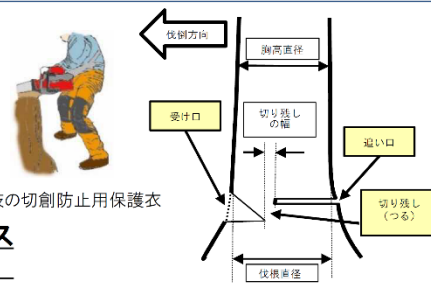 伐倒方向
胸高直径
切り残し
の幅
受け口
追い口
の切創防止用保護衣
切り残し
(つる)
ス
伐根直径